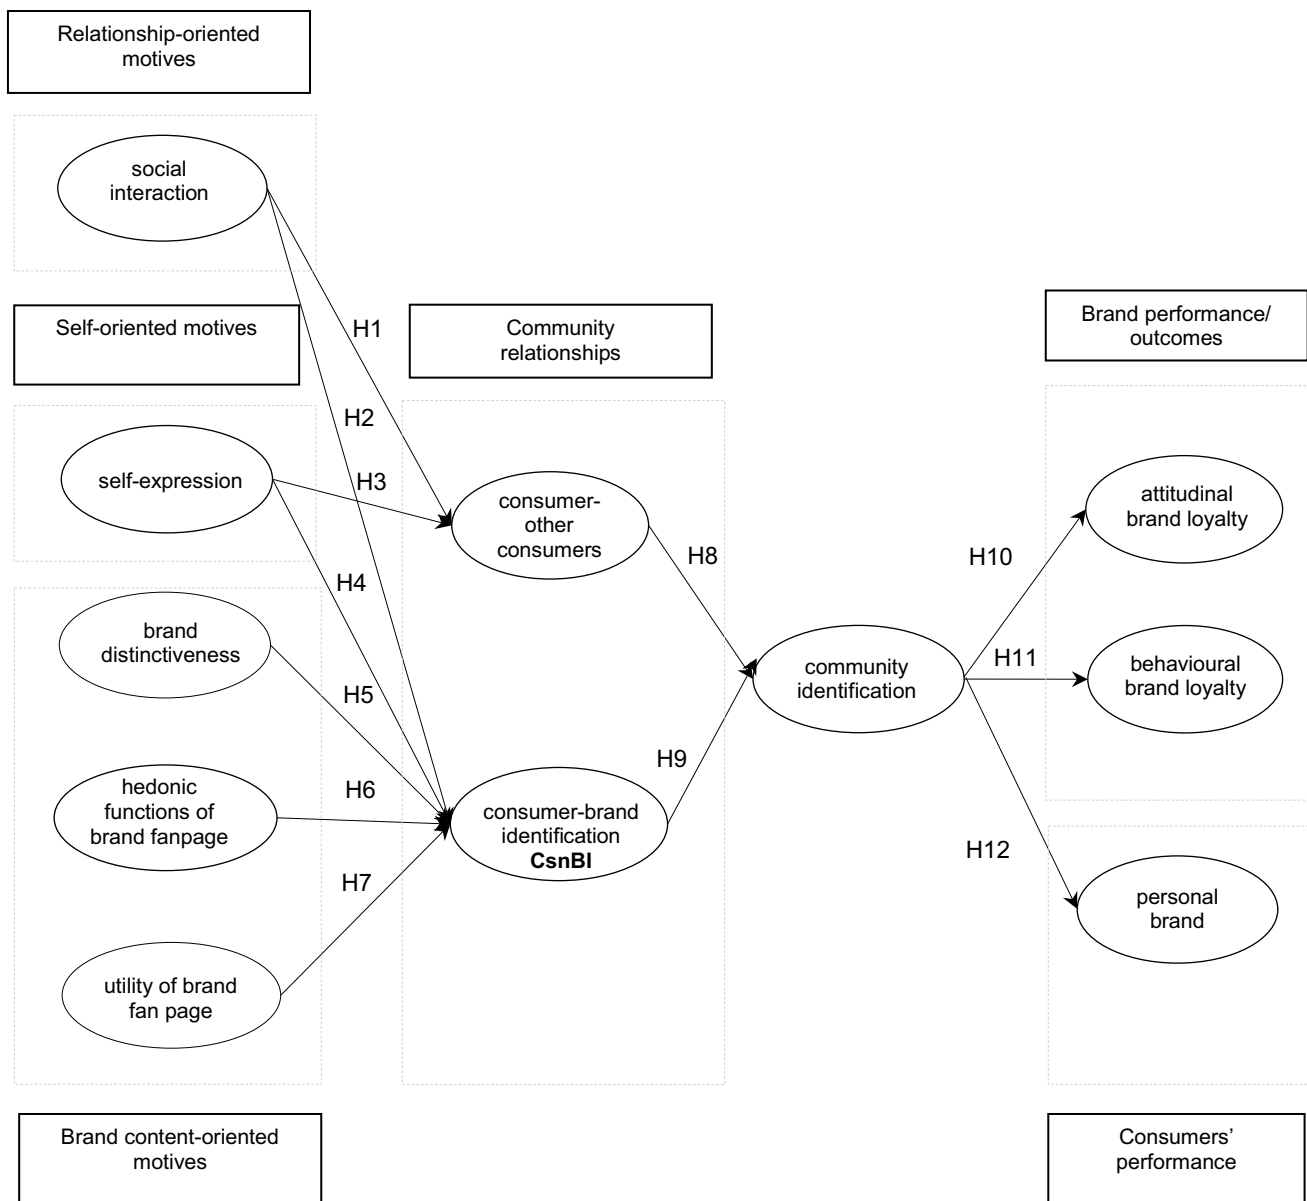 Relationship-oriented
motives
social
interaction
Self-oriented motives
H1
Community
relationships
Brand performance/
outcomes
H2
self-expression
H3
consumer-
other
consumers
attitudinal
brand loyalty
H8
H10
H4
brand
distinctiveness
community
identification
H11
behavioural
brand loyalty
H5
hedonic
functions of
brand fanpage
H6
consumer-brand
identification
CsnBI
H9
H12
H7
personal
brand
utility of brand
fan page
Brand content-oriented
motives
Consumers’
performance